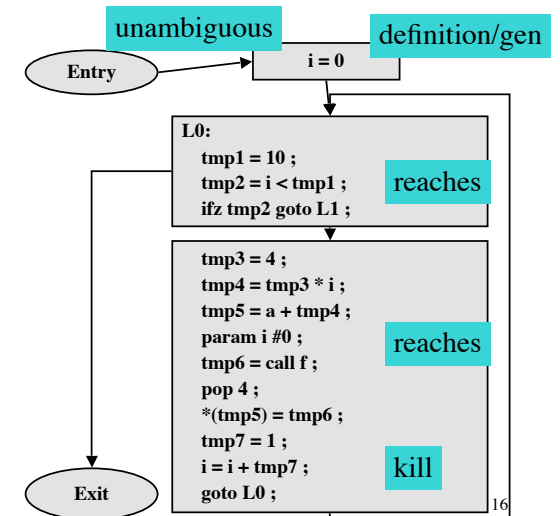 unambiguous
definition/gen
Entry
i = 0
L0:
tmp1 = 10 ;
tmp2 = i < tmp1 ;
reaches
ifz tmp2 goto L1 ;
tmp3 = 4 ;
tmp4 = tmp3 * i ;
tmp5 = a + tmp4 ;
param i #0 ;
reaches
tmp6 = call f ;
pop 4 ;
*(tmp5) = tmp6 ;
tmp7 = 1 ;
i = i + tmp7 ;
kill
goto L0 ;
Exit
16